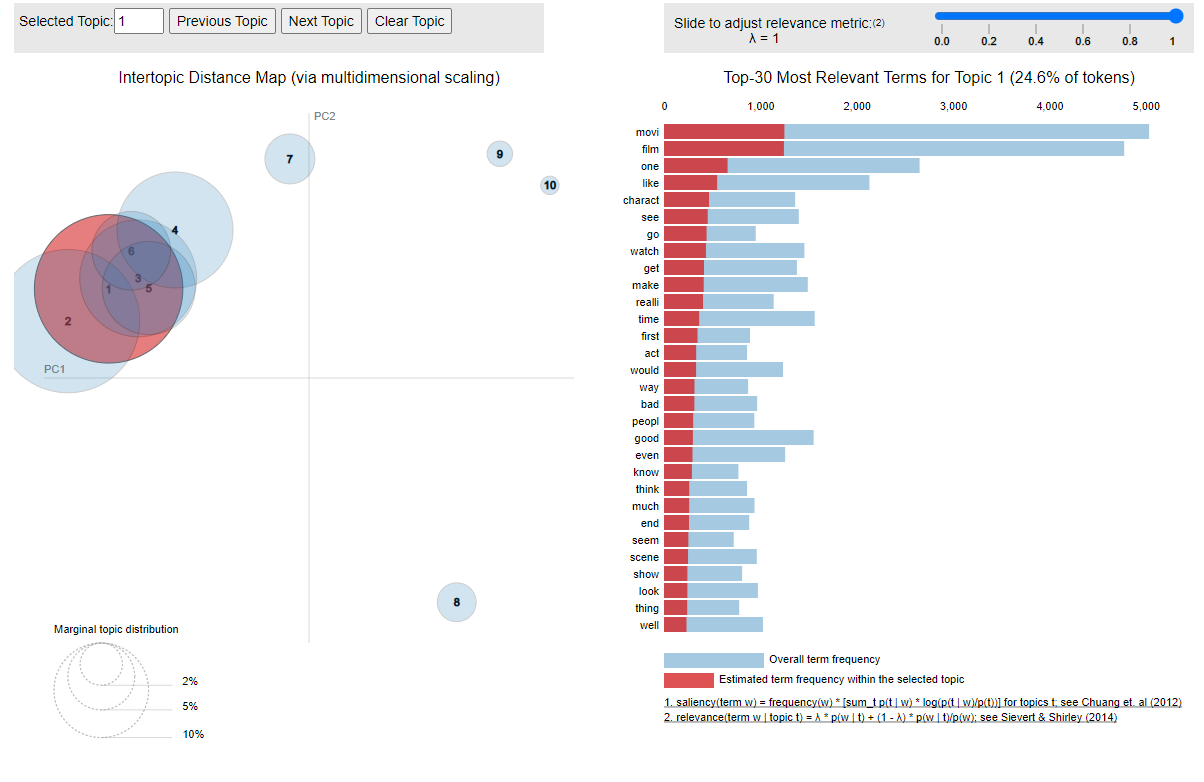 Selected Topic: 1 Previous Topic Next Topic Clear Topic
Slide to adjust relevance metric:(2)
λ = 1
0.0 0.2 0.4 0.6 0.8 1
Intertopic Distance Map (via multidimensional scaling)
PC2
PC1
7
9
10
4
6
3
1
5
2
8
Marginal topic distribution
2%
5%
10%
Top-30 Most Relevant Terms for Topic 1 (24.6% of tokens)
0 1,000 2,000 3,000 4,000 5,000
movi
film
one
like
charact
see
go
watch
get
make
realli
time
first
act
would
way
bad
peopl
good
even
know
think
much
end
seem
scene
show
look
thing
well
Overall term frequency
Estimated term frequency within the selected topic
1. saliency(term w) = frequency(w) * [sum_t p(t | w) * log(p(t | w)/p(t))] for topics t; see Chuang et. al (2012)
2. relevance(term w | topic t) = λ * p(w | t) + (1 - λ) * p(w | t)/p(w); see Sievert & Shirley (2014)